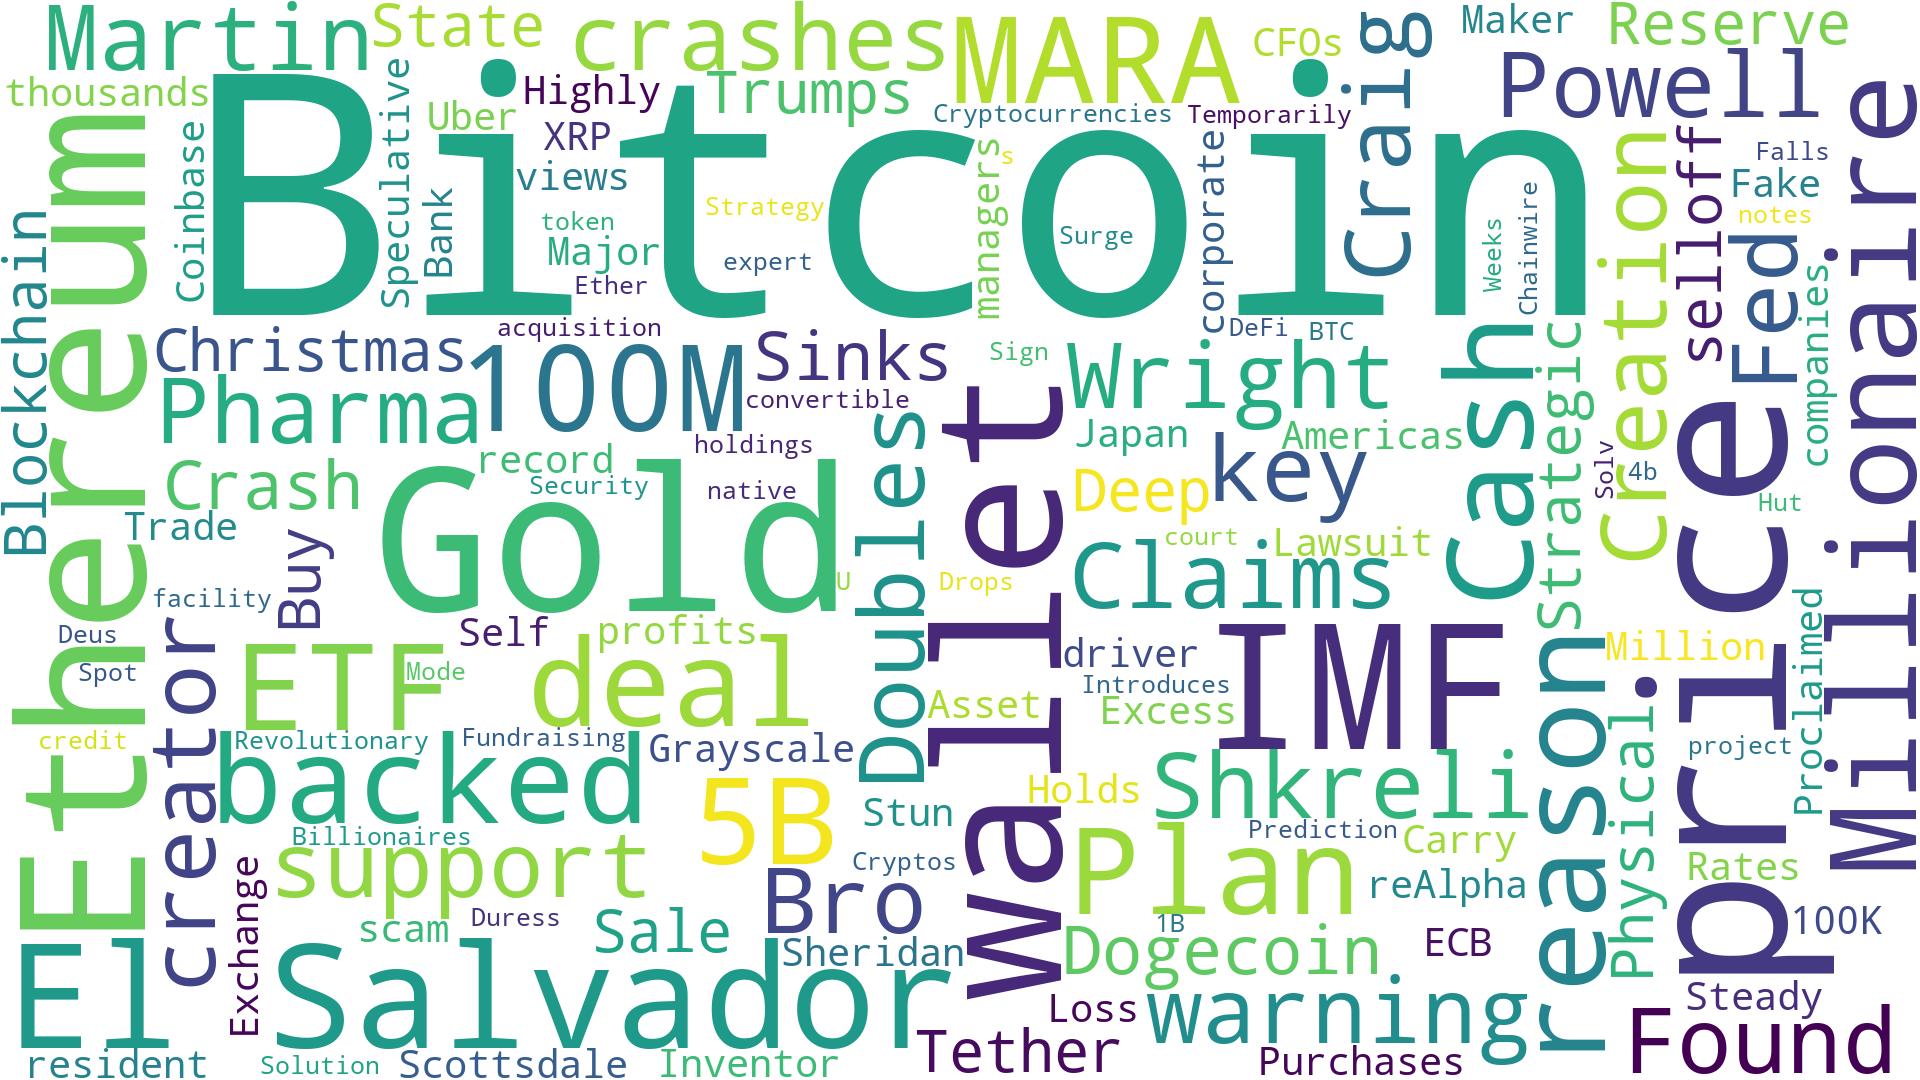 Martin
State
crashes
MARA
CFOs
Craig
Maker
Reserve
thousands
Speculative
Highly
Trumps
Powell
Uber
Cryptocurrencies
Temporarily
Bitcoin
Ethereum
Coinbase
XRP
views
Bank
token
Major
Ether
Strategy
expert
managers
s
Surge
corporate
Weeks
Chainwire
Creation
selloff
Falls
Fake
notes
Fed
Millionaire
Blockchain
Christmas
acquisition
100M
Sinks
convertible
Sign
DeFi
BTC
Wright
Cash
strategic
companies
price
Pharma
Crash
record
Security
holdings
native
Gold
Doubles
wallet
Japan
Americas
Deep
key
Solv
4b
Hut
Trade
Buy
U
Drops
court
Lawsuit
Claims
facility
Deus
Spot
creator
Self
profits
ETF
Mode
deal
Asset
driver
Introduces
Excess
IMF
reason
Million
Physical
Proclaimed
project
credit
Revolutionary
Fundraising
Grayscale
backed
5B
Stun
Holds
Shkreli
Billionaires
support
Cryptos
Plan
Prediction
Carry
Rates
Exchange
scam
Duress
Sale
Bro
reAlpha
1B
100K
El
Salvador
Sheridan
Dogecoin
ECB
Steady
Loss
warning
Found
resident
Solution
Scottsdale
Inventor
Tether
Purchases